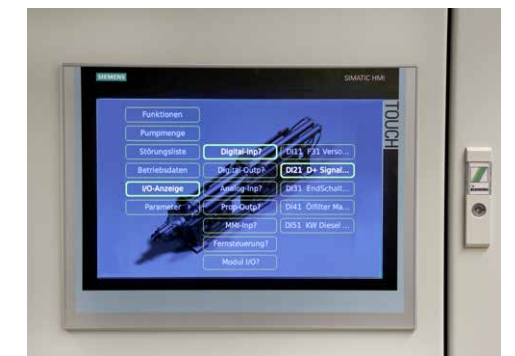 SIEMENS
SIMATIC HMI
TOUCH
Funktionen
Pumpmenge
Störungsliste
Betriebsdaten
I/O-Anzeige
Parameter
Digital-Inp?
Digital-Outp?
Analog-Inp?
Prop-Outp?
MMI-Inp?
Fernsteuerung?
Modul I/O?
DI11 F31 Verso...
DI21 D+ Signal...
DI31 EndSchalt...
DI41 Ölfilter Ma...
DI51 KW Diesel ...